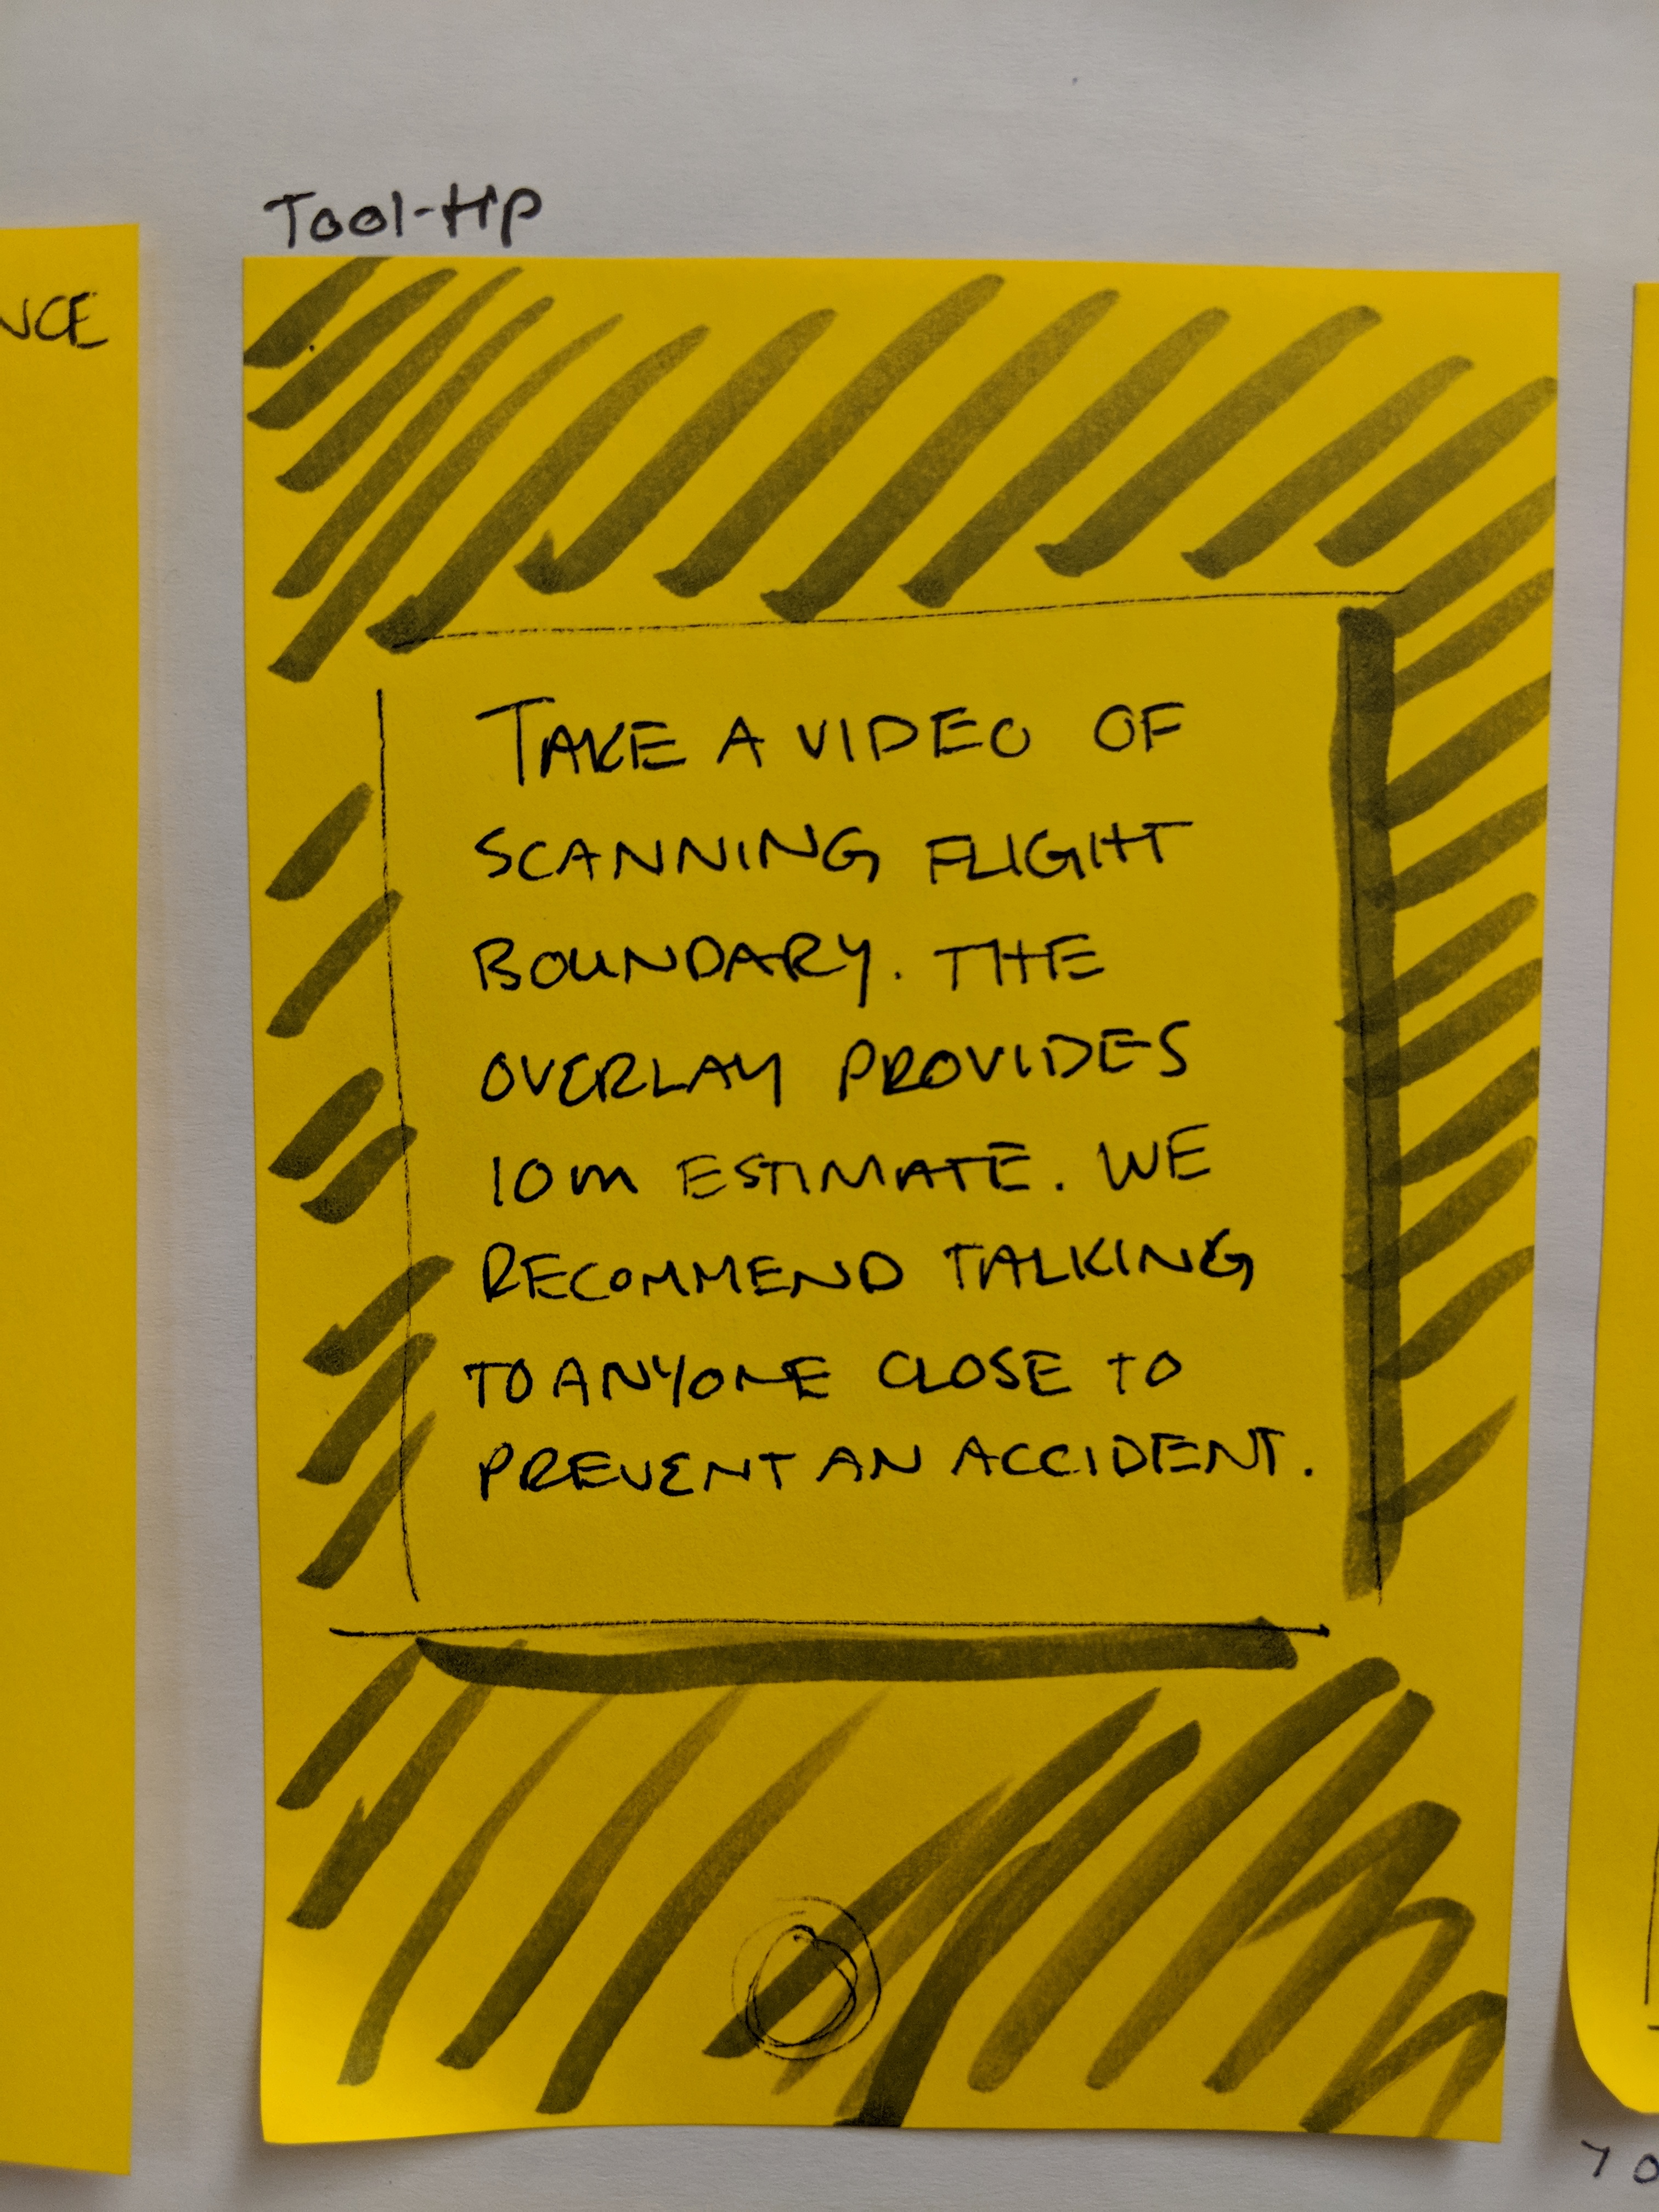 Tool-tip
NCE
TAKE A VIDEO OF
SCANNING FLIGHT
BOUNDARY. THE
OVERLAY PROVIDES
10m ESTIMATE. WE
RECOMMEND TALKING
TO ANYONE CLOSE TO
PREVENT AN ACCIDENT.